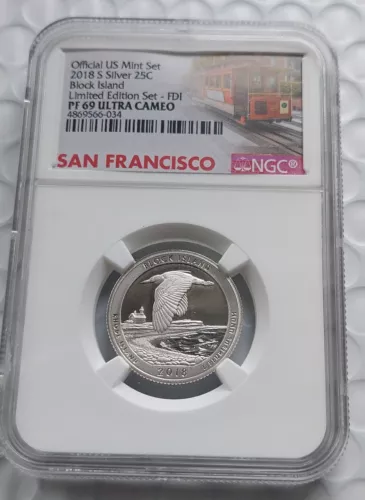 Official US Mint Set
2018 S Silver 25C
Block Island
Limited Edition Set - FDI
PF 69 ULTRA CAMEO
4869566-034
SAN FRANCISCO
NGC®
BLOCK ISLAND
2018